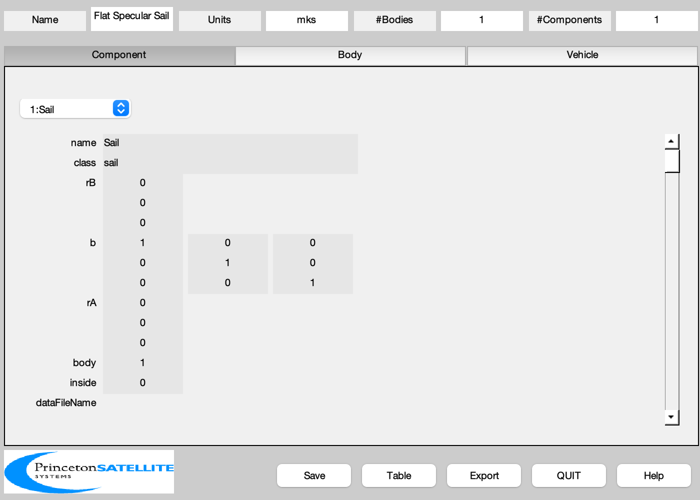 Name Flat Specular Sail Units mks #Bodies 1 #Components 1
Component Body Vehicle
1:Sail
name Sail
class sail
rB 0
0
0
b 1 0 0
0 1 0
0 0 1
rA 0
0
0
body 1
inside 0
dataFileName
PrincetonSATELLITE
SYSTEMS
Save Table Export QUIT Help